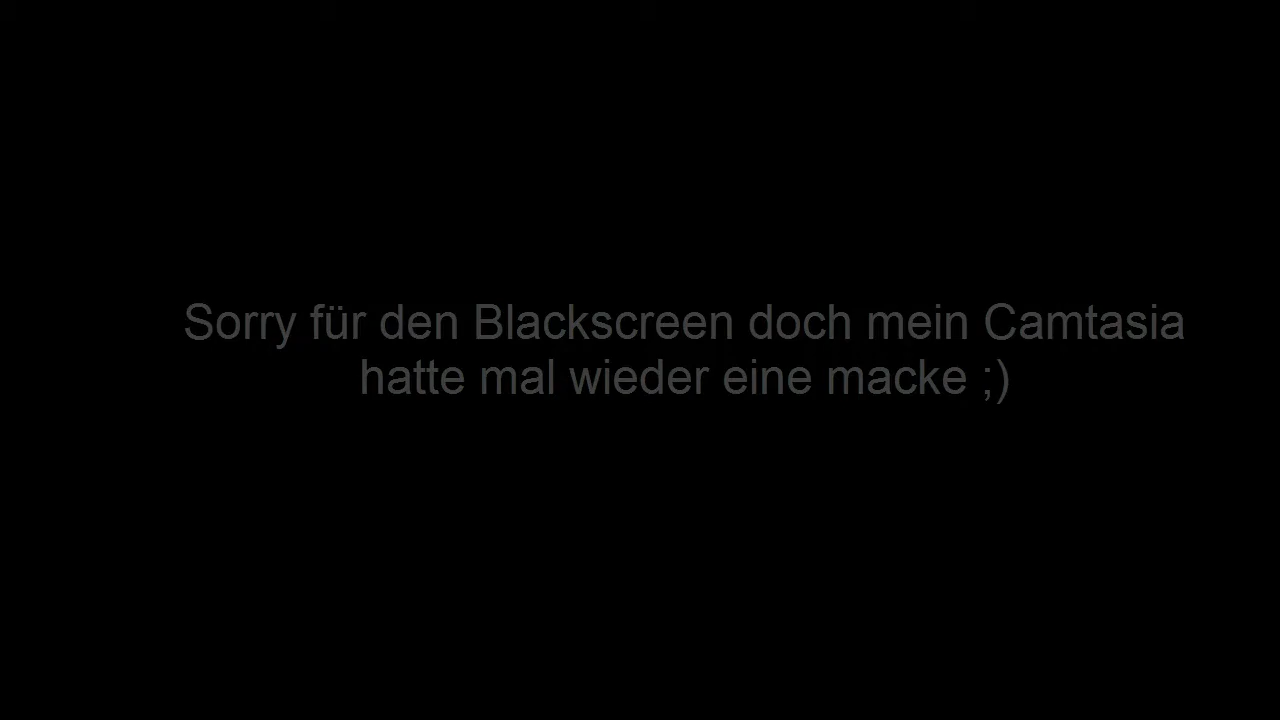 Sorry für den Blackscreen doch mein Camtasia
hatte mal wieder eine macke ;)